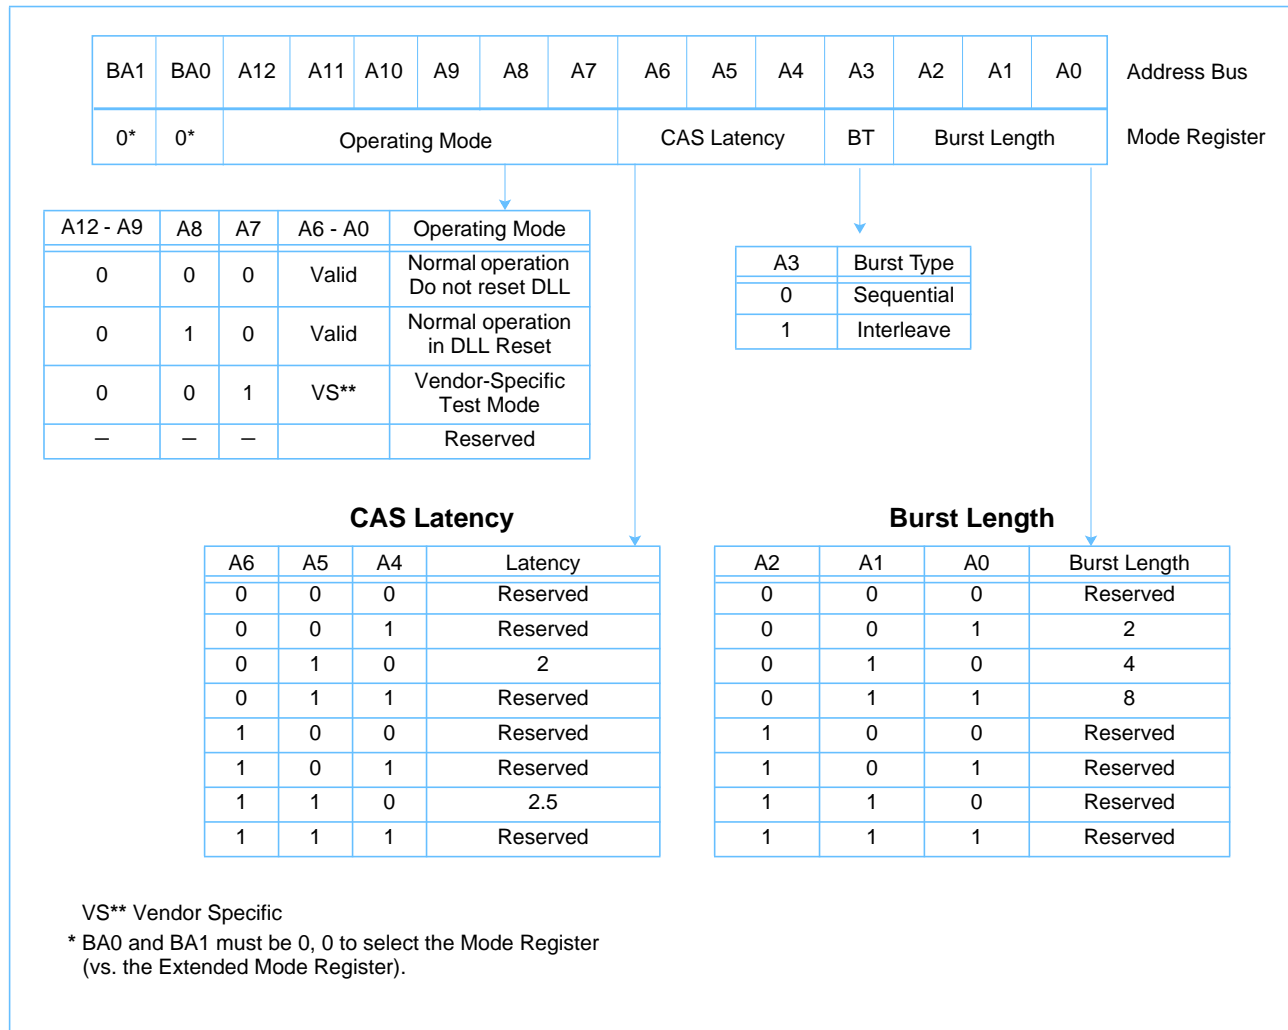 BA1 BA0 A12 A11 A10 A9 A8 A7 A6 A5 A4 A3 A2 A1 A0 Address Bus
0* 0* Operating Mode CAS Latency BT Burst Length Mode Register
A12 - A9 A8 A7 A6 - A0 Operating Mode
0 0 0 Valid Normal operation
Do not reset DLL
0 1 0 Valid Normal operation
in DLL Reset
0 0 1 VS** Vendor-Specific
Test Mode
– – – Reserved
A3 Burst Type
0 Sequential
1 Interleave
CAS Latency
A6 A5 A4 Latency
0 0 0 Reserved
0 0 1 Reserved
0 1 0 2
0 1 1 Reserved
1 0 0 Reserved
1 0 1 Reserved
1 1 0 2.5
1 1 1 Reserved
Burst Length
A2 A1 A0 Burst Length
0 0 0 Reserved
0 0 1 2
0 1 0 4
0 1 1 8
1 0 0 Reserved
1 0 1 Reserved
1 1 0 Reserved
1 1 1 Reserved
VS** Vendor Specific
* BA0 and BA1 must be 0, 0 to select the Mode Register
(vs. the Extended Mode Register).